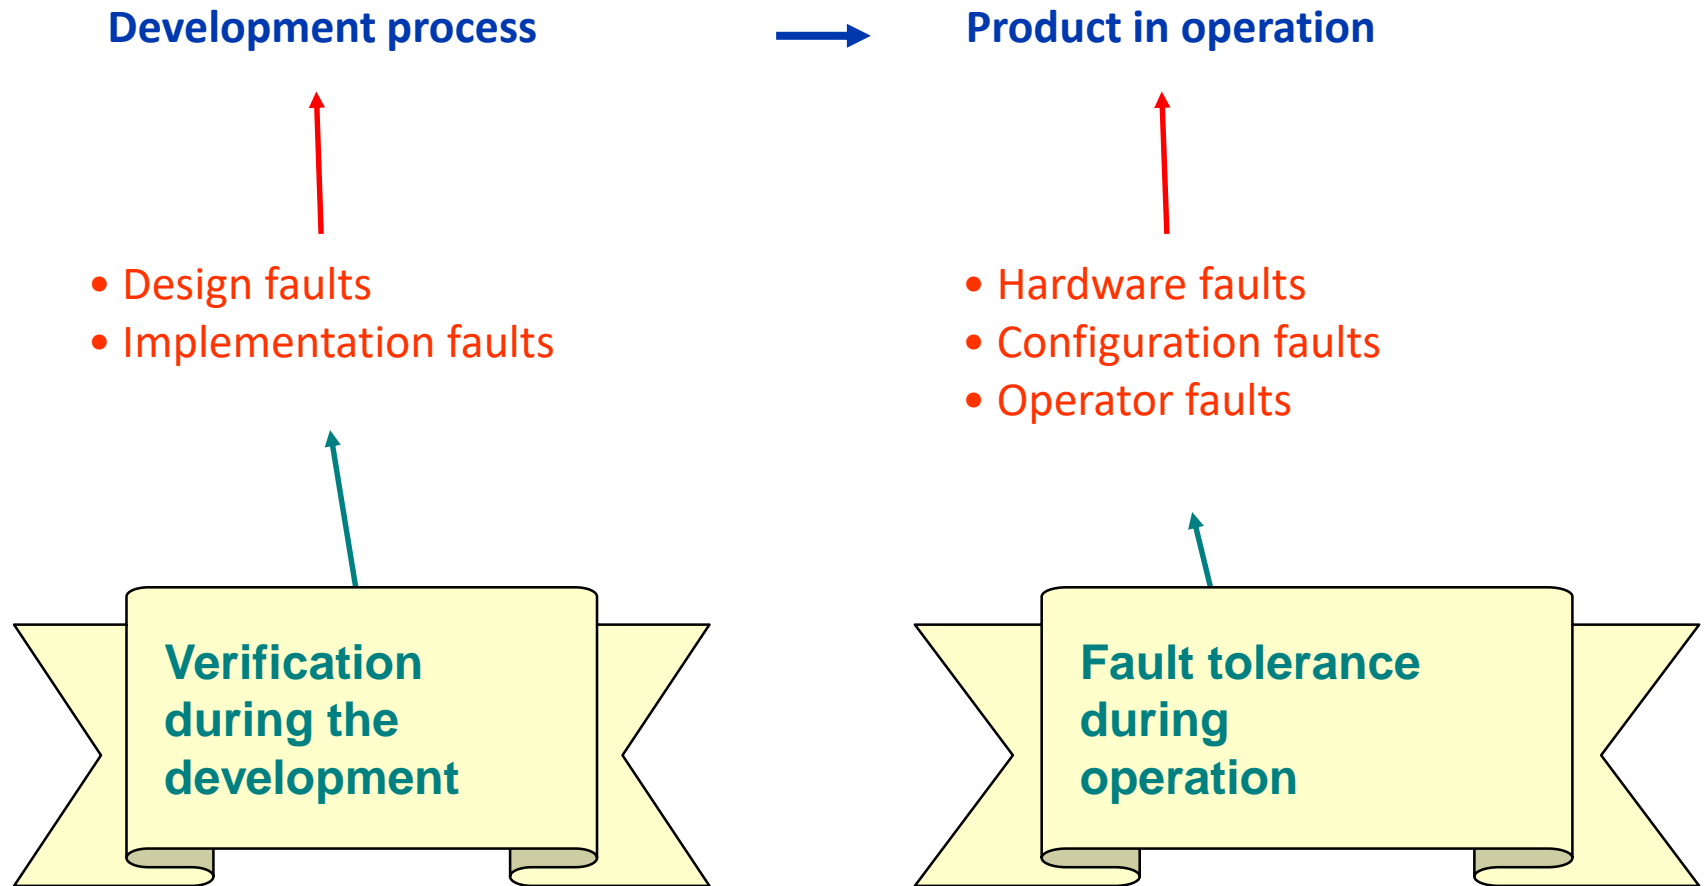 Development process
Product in operation
• Design faults
• Implementation faults
• Hardware faults
• Configuration faults
• Operator faults
Verification
during the
development
Fault tolerance
during
operation